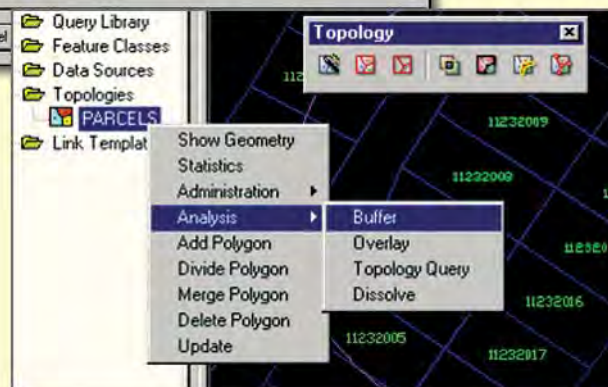 Query Library
Feature Classes
Data Sources
Topologies
PARCELS
Link Templat
Topology
Show Geometry
Statistics
Administration
Analysis
Add Polygon
Divide Polygon
Merge Polygon
Delete Polygon
Update
Buffer
Overlay
Topology Query
Dissolve
112
11232009
11232008
11232016
11232005
11232017